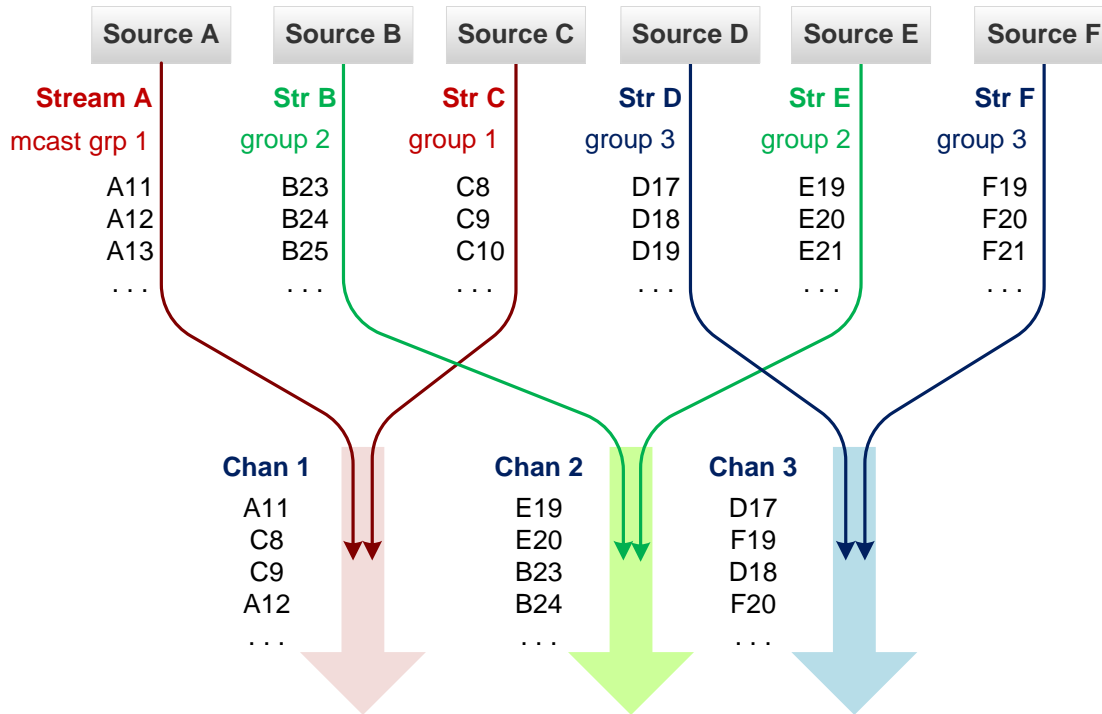 Source A
Source B
Source C
Source D
Source E
Source F
Stream A
Str B
Str C
Str D
Str E
Str F
mcast grp 1
group 2
group 1
group 3
group 2
group 3
A11
A12
A13
. . .
B23
B24
B25
. . .
C8
C9
C10
. . .
D17
D18
D19
. . .
E19
E20
E21
. . .
F19
F20
F21
. . .
Chan 1
A11
C8
C9
A12
. . .
Chan 2
E19
E20
B23
B24
. . .
Chan 3
D17
F19
D18
F20
. . .